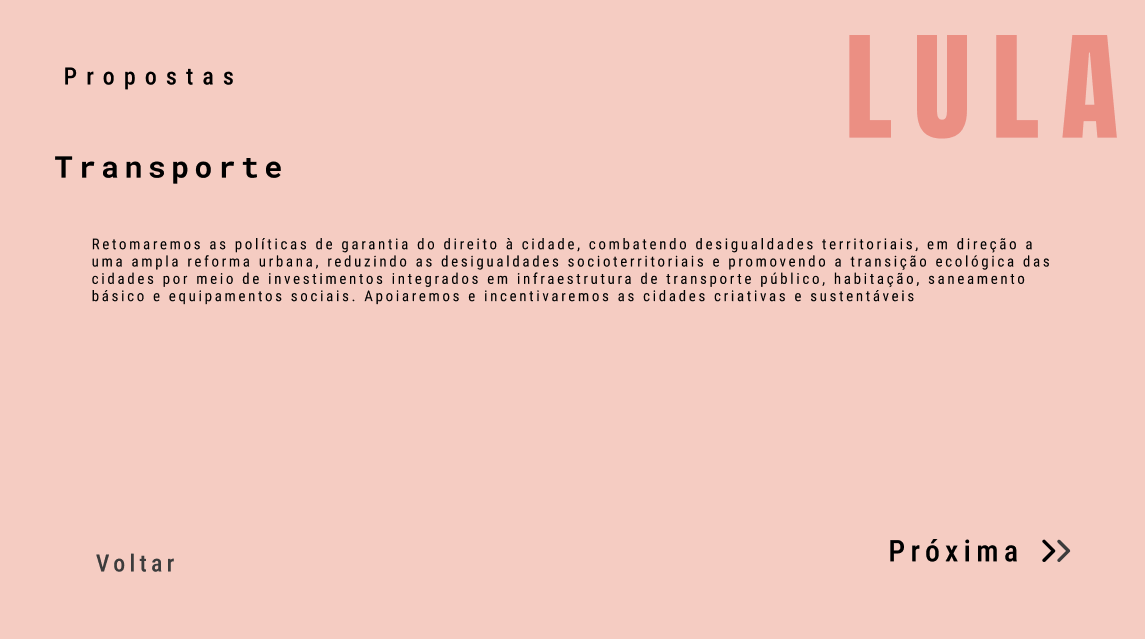 Propostas
LULA
Transporte
Retomaremos as políticas de garantia do direito à cidade, combatendo desigualdades territoriais, em direção a
uma ampla reforma urbana, reduzindo as desigualdades socioterritoriais e promovendo a transição ecológica das
cidades por meio de investimentos integrados em infraestrutura de transporte público, habitação, saneamento
básico e equipamentos sociais. Apoiaremos e incentivaremos as cidades criativas e sustentáveis
Voltar
Próxima